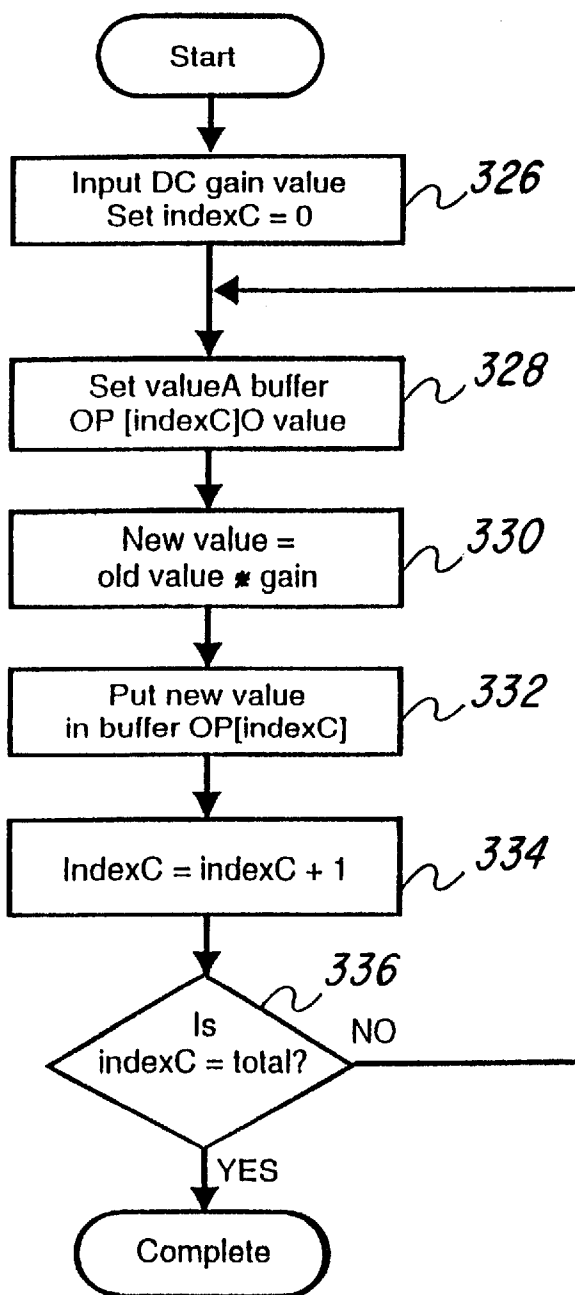 Start
Input DC gain value
Set indexC = 0
326
Set valueA buffer
OP [indexC]O value
328
New value =
old value * gain
330
Put new value
in buffer OP[indexC]
332
IndexC = indexC + 1
334
336
Is
indexC = total?
NO
YES
Complete